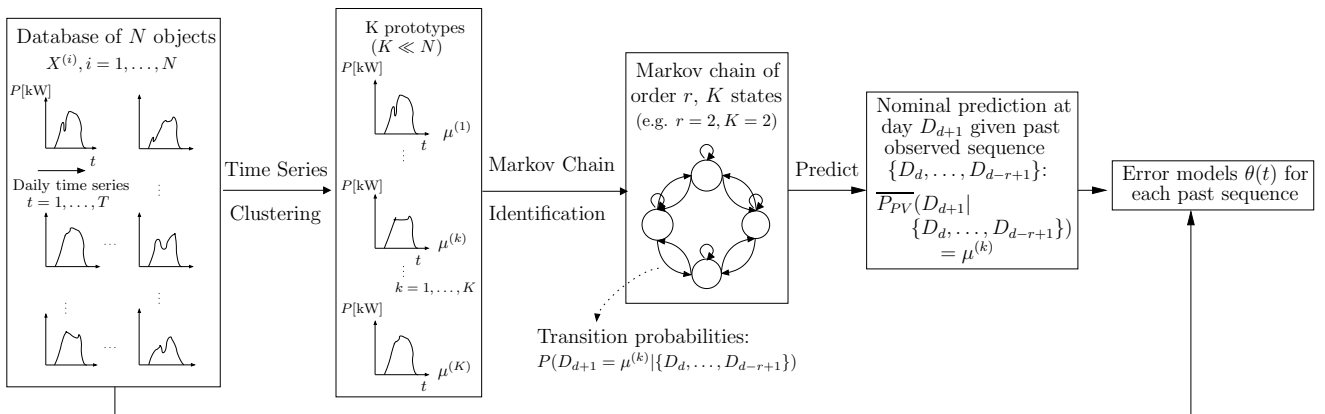 Database of N objects
X^{(i)}, i = 1, …, N
P[kW]
t
Daily time series
t = 1, …, T
…
⋮
⋮
⋮
…
Time Series
Clustering
K prototypes
(K ≪ N)
P[kW]
t
μ^{(1)}
⋮
P[kW]
t
μ^{(k)}
⋮
k = 1, …, K
P[kW]
t
μ^{(K)}
Markov Chain
Identification
Markov chain of
order r, K states
(e.g. r = 2, K = 2)
Transition probabilities:
P(D_{d+1} = μ^{(k)}|{D_d, …, D_{d−r+1}})
Predict
Nominal prediction at
day D_{d+1} given past
observed sequence
{D_d, …, D_{d−r+1}}:
\overline{P_{PV}}(D_{d+1}|
{D_d, …, D_{d−r+1}})
= μ^{(k)}
Error models θ(t) for
each past sequence